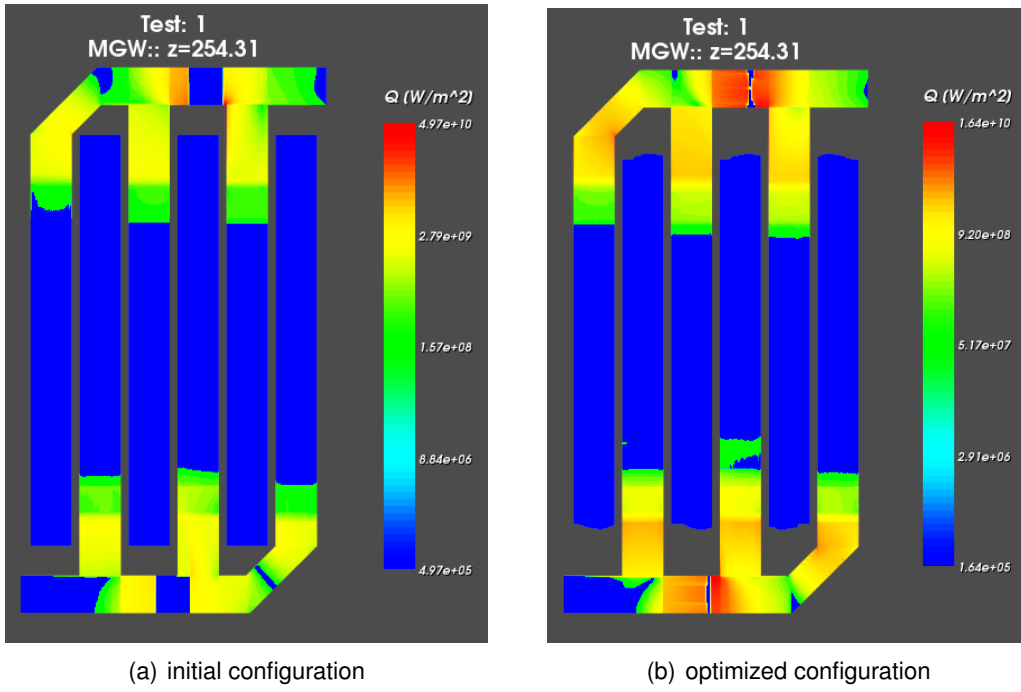 Test: 1
MGW:: z=254.31
Q (W/m^2)
4.97e+10
2.79e+09
1.57e+08
8.84e+06
4.97e+05
(a) initial configuration
Test: 1
MGW:: z=254.31
Q (W/m^2)
1.64e+10
9.20e+08
5.17e+07
2.91e+06
1.64e+05
(b) optimized configuration